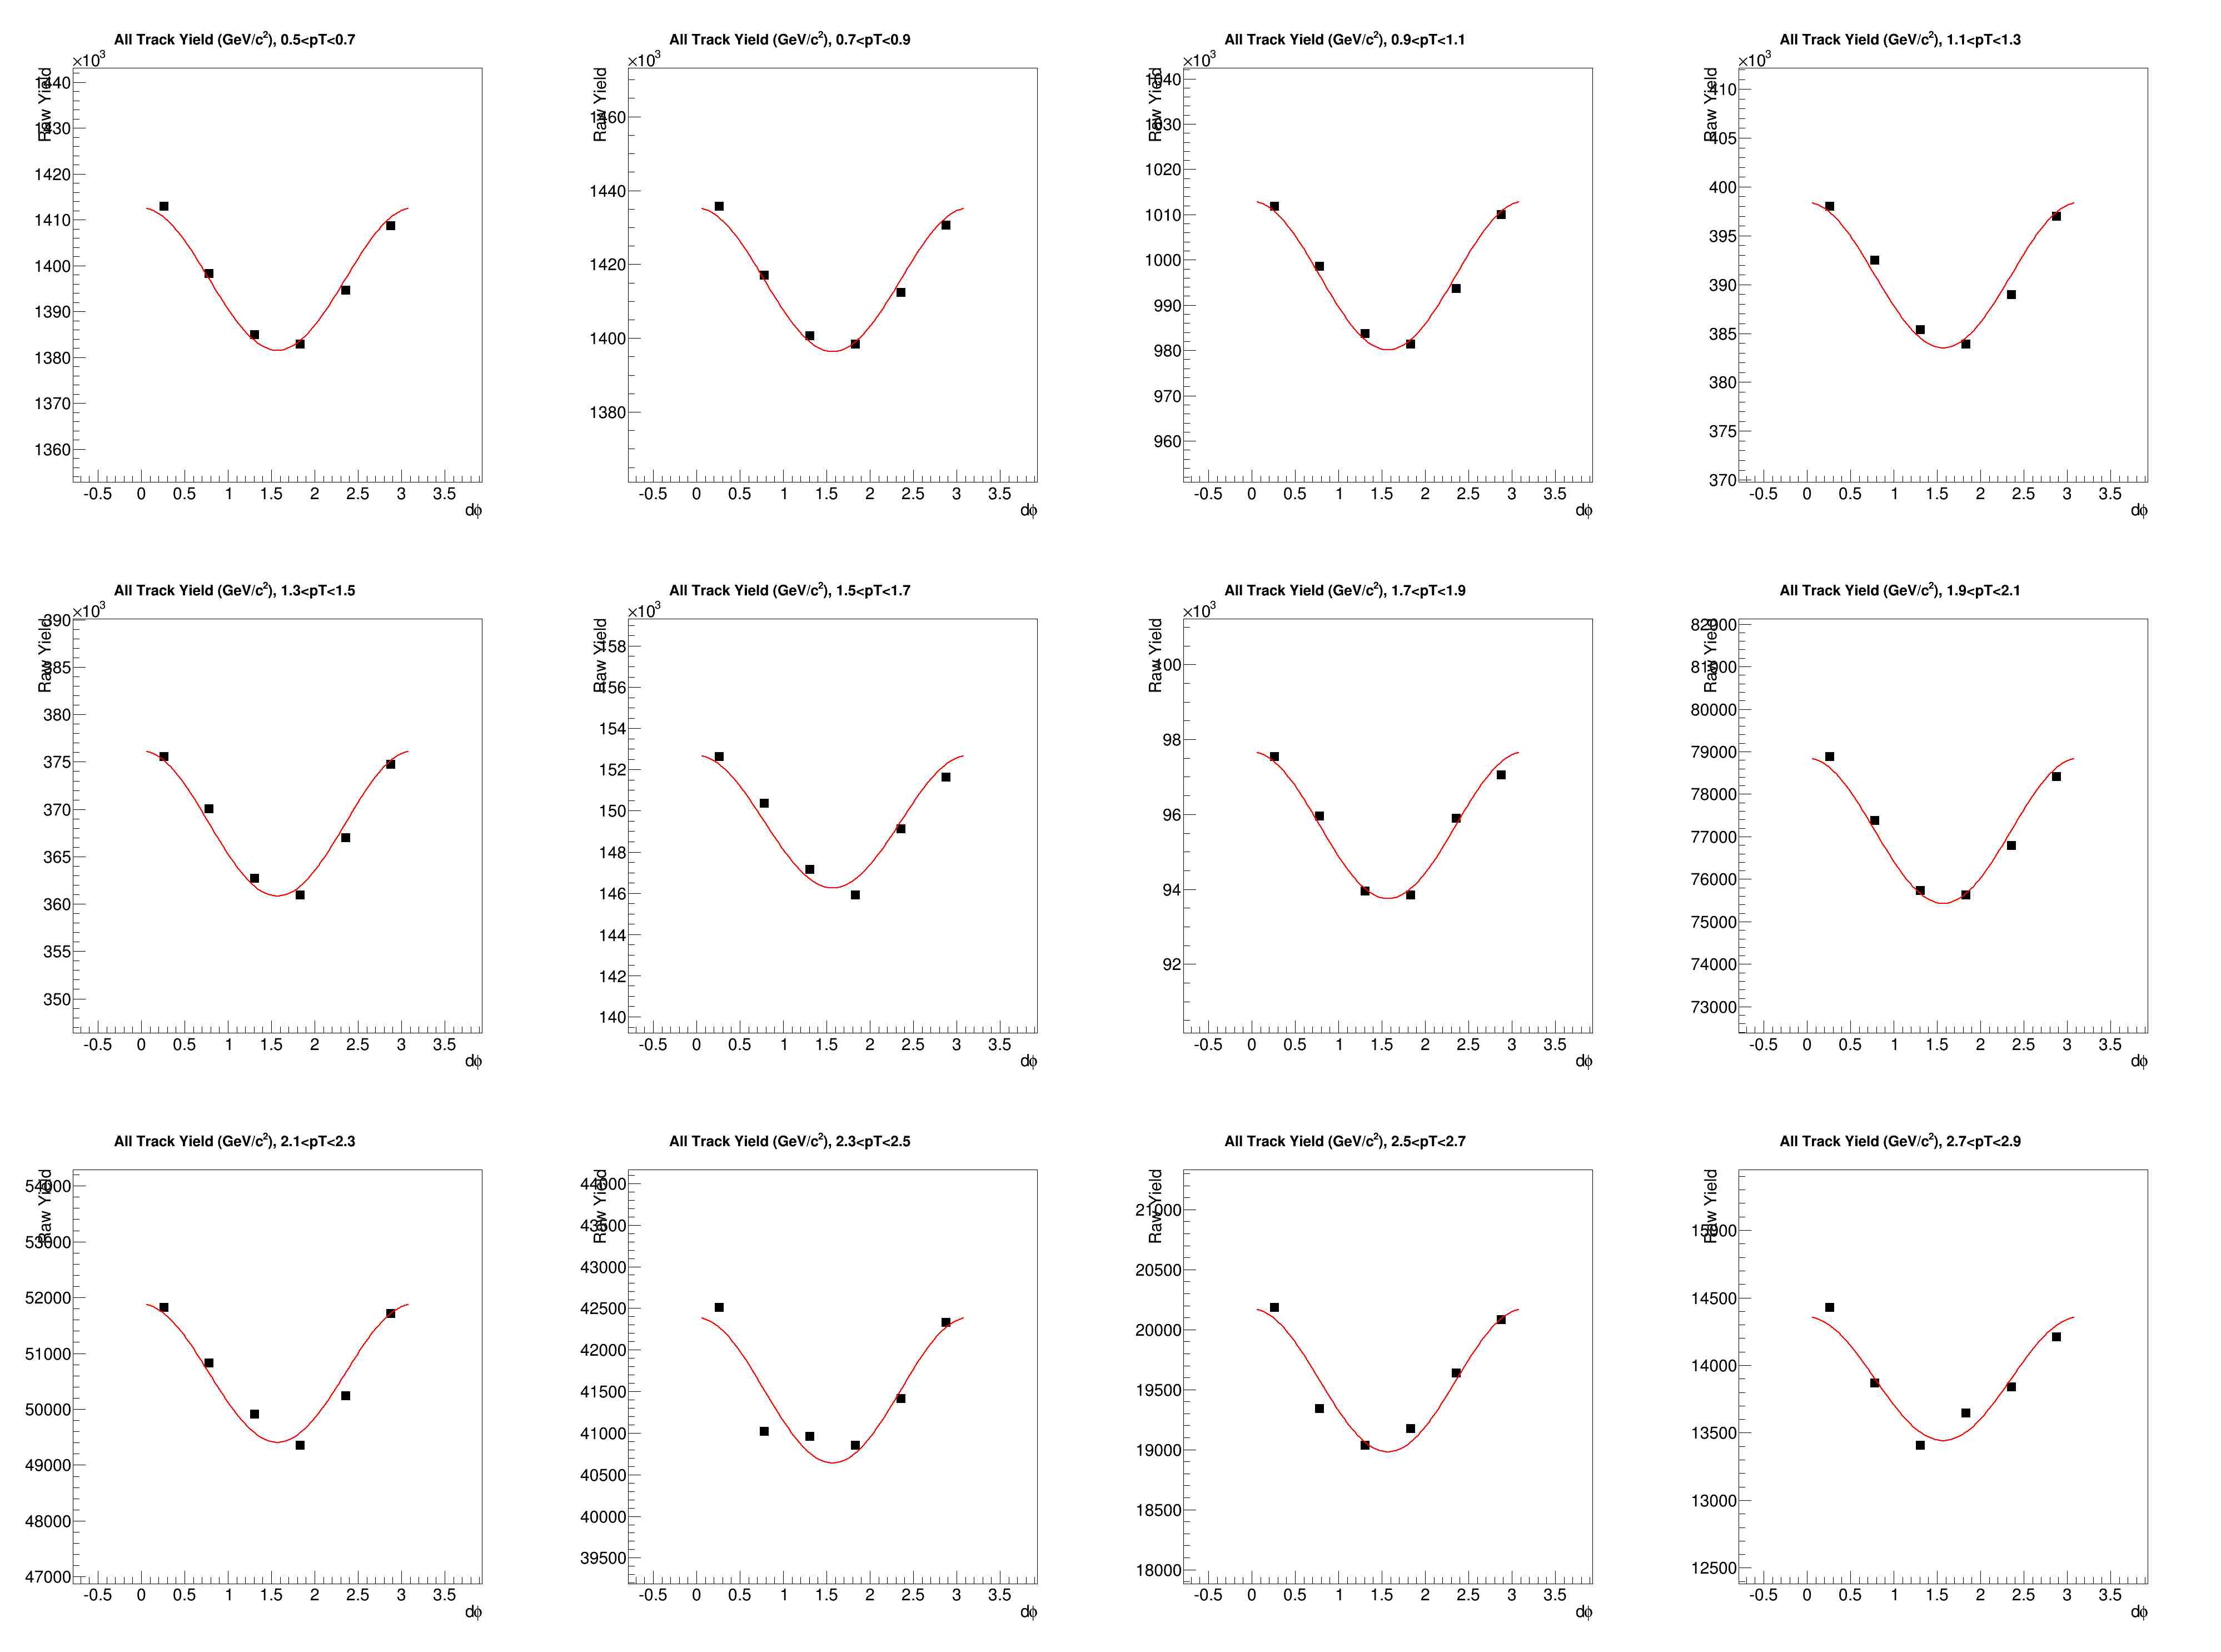 All Track Yield (GeV/c²), 0.5<pT<0.7
×10³
Raw Yield
1440
1430
1420
1410
1400
1390
1380
1370
1360
-0.5 0 0.5 1 1.5 2 2.5 3 3.5
dϕ
All Track Yield (GeV/c²), 0.7<pT<0.9
×10³
Raw Yield
1460
1440
1420
1400
1380
-0.5 0 0.5 1 1.5 2 2.5 3 3.5
dϕ
All Track Yield (GeV/c²), 0.9<pT<1.1
×10³
Raw Yield
1040
1030
1020
1010
1000
990
980
970
960
-0.5 0 0.5 1 1.5 2 2.5 3 3.5
dϕ
All Track Yield (GeV/c²), 1.1<pT<1.3
×10³
Raw Yield
410
405
400
395
390
385
380
375
370
-0.5 0 0.5 1 1.5 2 2.5 3 3.5
dϕ
All Track Yield (GeV/c²), 1.3<pT<1.5
×10³
Raw Yield
390
385
380
375
370
365
360
355
350
-0.5 0 0.5 1 1.5 2 2.5 3 3.5
dϕ
All Track Yield (GeV/c²), 1.5<pT<1.7
×10³
Raw Yield
158
156
154
152
150
148
146
144
142
140
-0.5 0 0.5 1 1.5 2 2.5 3 3.5
dϕ
All Track Yield (GeV/c²), 1.7<pT<1.9
×10³
Raw Yield
100
98
96
94
92
-0.5 0 0.5 1 1.5 2 2.5 3 3.5
dϕ
All Track Yield (GeV/c²), 1.9<pT<2.1
Raw Yield
82000
81000
80000
79000
78000
77000
76000
75000
74000
73000
-0.5 0 0.5 1 1.5 2 2.5 3 3.5
dϕ
All Track Yield (GeV/c²), 2.1<pT<2.3
Raw Yield
54000
53000
52000
51000
50000
49000
48000
47000
-0.5 0 0.5 1 1.5 2 2.5 3 3.5
dϕ
All Track Yield (GeV/c²), 2.3<pT<2.5
Raw Yield
44000
43500
43000
42500
42000
41500
41000
40500
40000
39500
-0.5 0 0.5 1 1.5 2 2.5 3 3.5
dϕ
All Track Yield (GeV/c²), 2.5<pT<2.7
Raw Yield
21000
20500
20000
19500
19000
18500
18000
-0.5 0 0.5 1 1.5 2 2.5 3 3.5
dϕ
All Track Yield (GeV/c²), 2.7<pT<2.9
Raw Yield
15000
14500
14000
13500
13000
12500
-0.5 0 0.5 1 1.5 2 2.5 3 3.5
dϕ